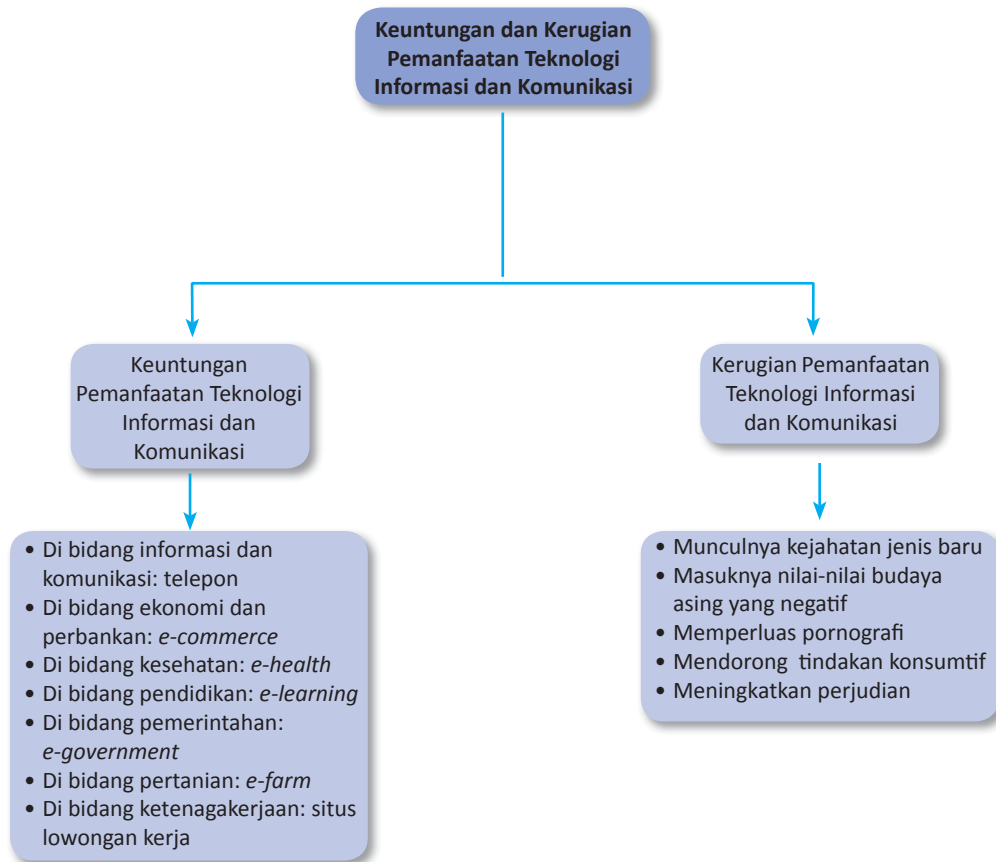 Keuntungan dan Kerugian
Pemanfaatan Teknologi
Informasi dan Komunikasi
Keuntungan
Pemanfaatan Teknologi
Informasi dan
Komunikasi
Kerugian Pemanfaatan
Teknologi Informasi
dan Komunikasi
• Di bidang informasi dan
komunikasi: telepon
• Di bidang ekonomi dan
perbankan: e-commerce
• Di bidang kesehatan: e-health
• Di bidang pendidikan: e-learning
• Di bidang pemerintahan:
e-government
• Di bidang pertanian: e-farm
• Di bidang ketenagakerjaan: situs
lowongan kerja
• Munculnya kejahatan jenis baru
• Masuknya nilai-nilai budaya
asing yang negatif
• Memperluas pornografi
• Mendorong tindakan konsumtif
• Meningkatkan perjudian